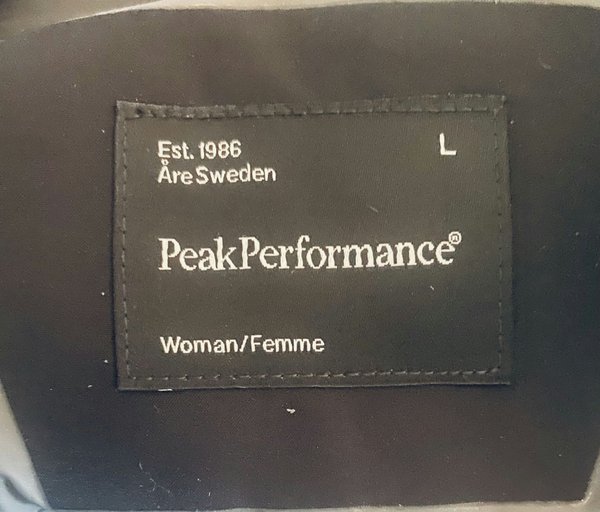 Est. 1986 L
Åre Sweden
PeakPerformance®
Woman/Femme